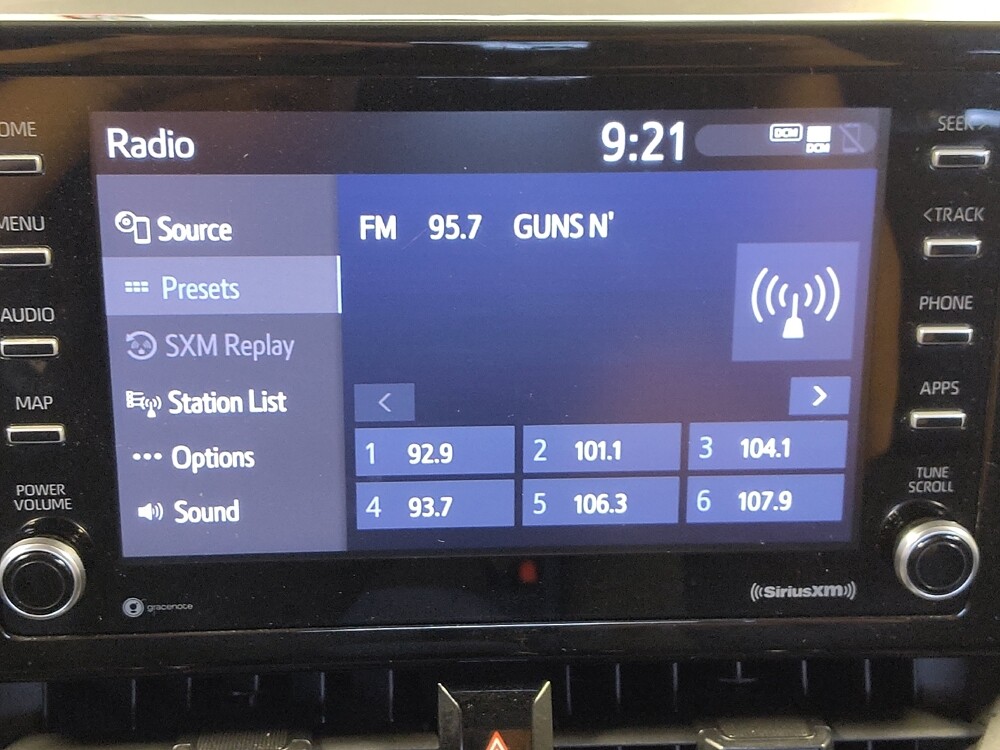 OME
SEEK>
Radio 9:21 DCM
DCM
MENU
<TRACK
Source
FM 95.7 GUNS N'
Presets
AUDIO
PHONE
SXM Replay
MAP
APPS
Station List
< >
1 92.9 2 101.1 3 104.1
Options
POWER
VOLUME
TUNE
SCROLL
4 93.7 5 106.3 6 107.9
Sound
gracenote
((SiriusXM))